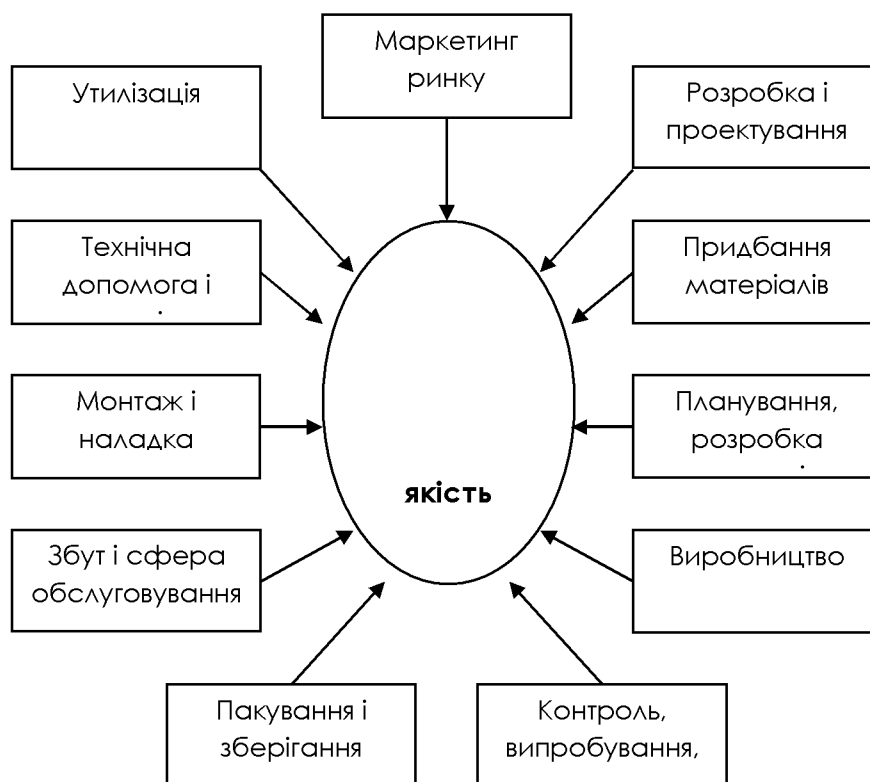 Маркетинг
ринку
Розробка і
проектування
Придбання
матеріалів
Планування,
розробка
Виробництво
Контроль,
випробування,
Пакування і
зберігання
Збут і сфера
обслуговування
Монтаж і
наладка
Технічна
допомога і
Утилізація
якість